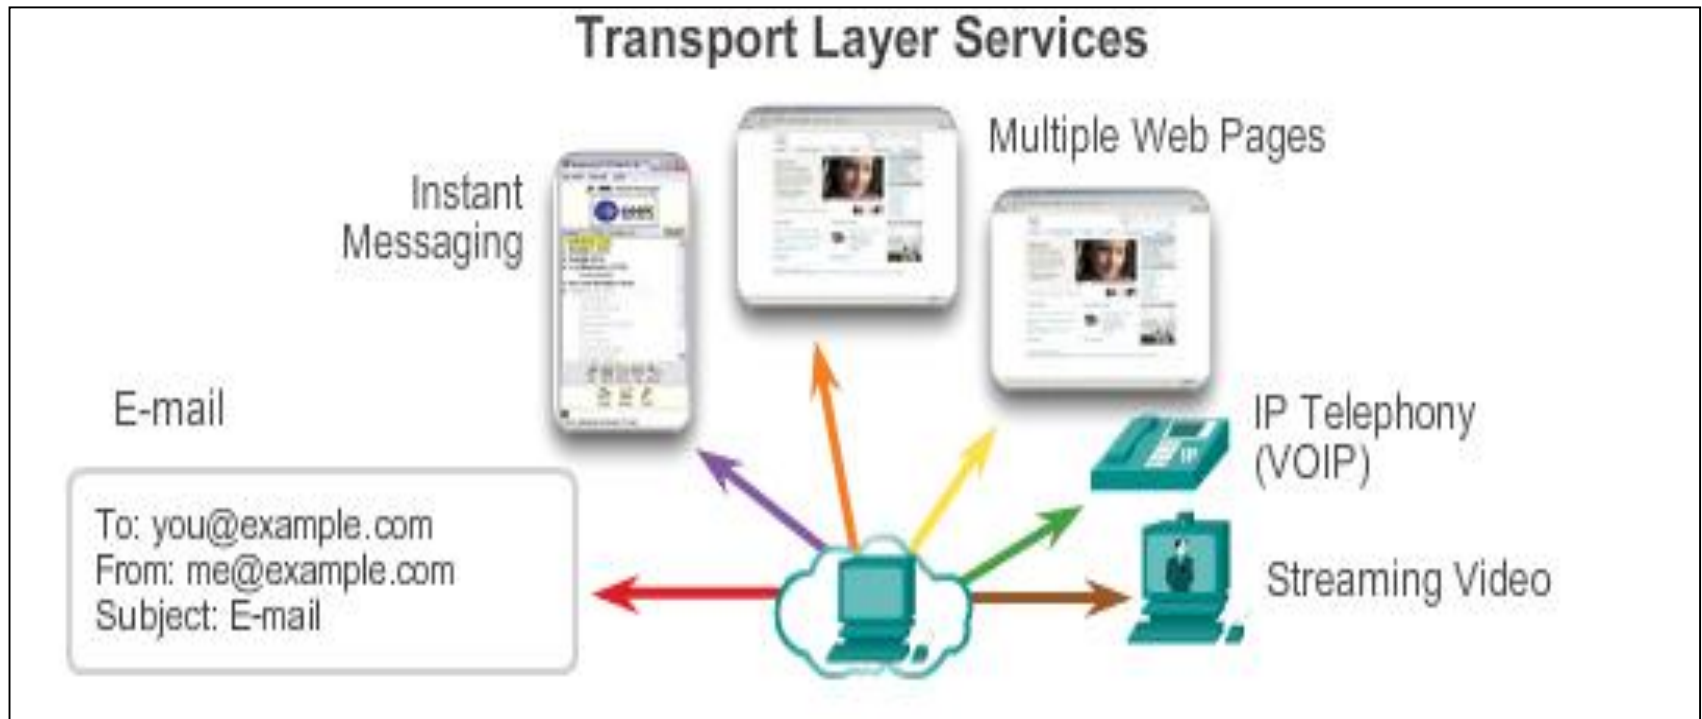 Transport Layer Services
Multiple Web Pages
Instant
Messaging
E-mail
To: you@example.com
From: me@example.com
Subject: E-mail
IP Telephony
(VOIP)
IP
Streaming Video